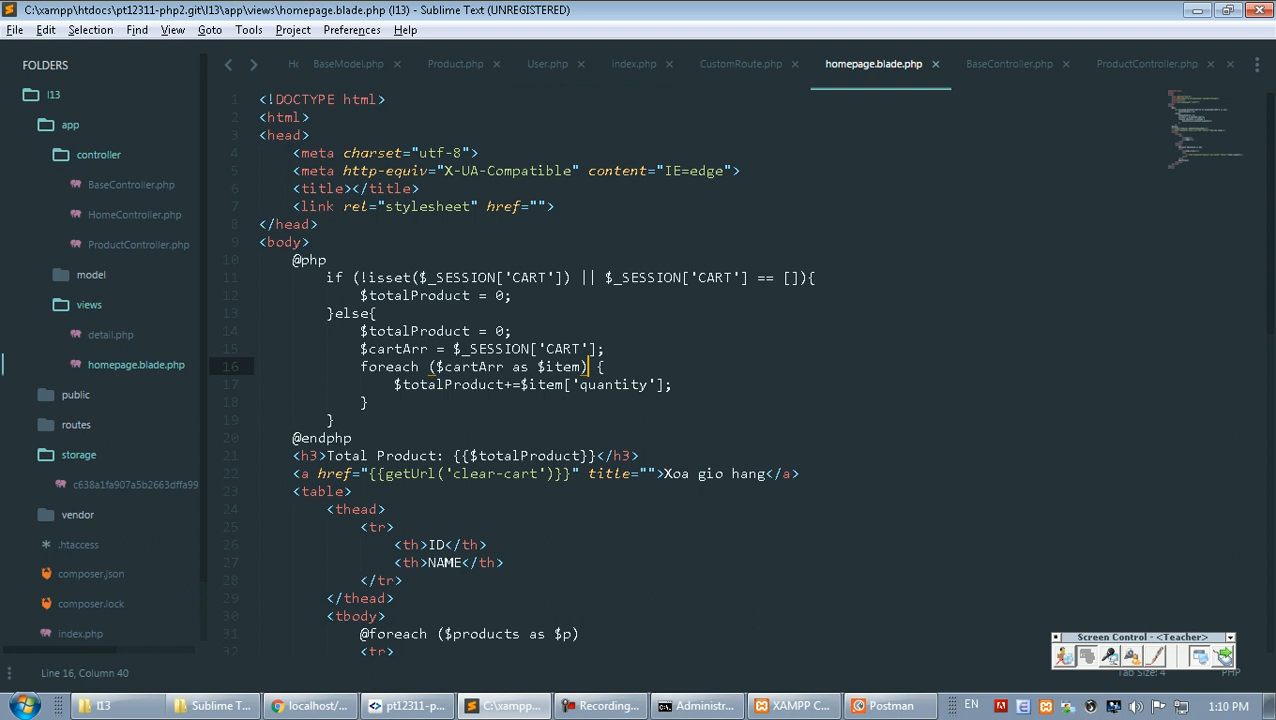 C:\xampp\htdocs\pt12311-php2.git\l13\app\views\homepage.blade.php (l13) - Sublime Text (UNREGISTERED)
File Edit Selection Find View Goto Tools Project Preferences Help
FOLDERS
l13
app
controller
BaseController.php
HomeController.php
ProductController.php
model
views
detail.php
homepage.blade.php
public
routes
storage
c638a1fa907a5b2663dffa99
vendor
.htaccess
composer.json
composer.lock
index.php
BaseModel.php Product.php User.php index.php CustomRoute.php homepage.blade.php BaseController.php ProductController.php
1 <!DOCTYPE html>
2 <html>
3 <head>
4 <meta charset="utf-8">
5 <meta http-equiv="X-UA-Compatible" content="IE=edge">
6 <title></title>
7 <link rel="stylesheet" href="">
8 </head>
9 <body>
10 @php
11 if (!isset($_SESSION['CART']) || $_SESSION['CART'] == []){
12 $totalProduct = 0;
13 }else{
14 $totalProduct = 0;
15 $cartArr = $_SESSION['CART'];
16 foreach ($cartArr as $item) {
17 $totalProduct+=$item['quantity'];
18 }
19 }
20 @endphp
21 <h3>Total Product: {{$totalProduct}}</h3>
22 <a href="{{getUrl('clear-cart')}}" title="">Xoa gio hang</a>
23 <table>
24 <thead>
25 <tr>
26 <th>ID</th>
27 <th>NAME</th>
28 </tr>
29 </thead>
30 <tbody>
31 @foreach ($products as $p)
32 <tr>
Screen Control - <Teacher>
Line 16, Column 40
Tab Size: 4
PHP
l13 Sublime T... localhost/... pt12311-p... C:\xampp... Recording... Administr... XAMPP C... Postman EN 1:10 PM